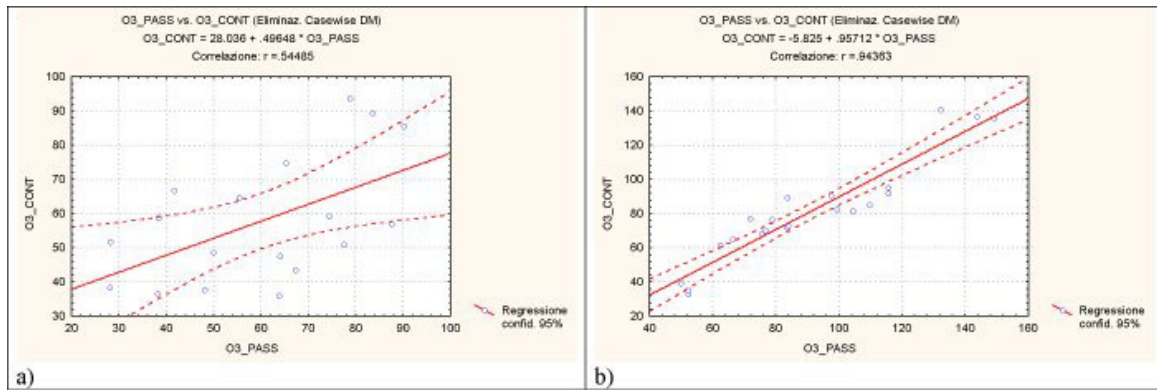 O3_PASS vs. O3_CONT (Eliminaz. Casewise DM)
O3_CONT = 28.036 + .49648 * O3_PASS
Correlazione: r =.54485
100
90
80
70
60
50
40
30
O3_CONT
20 30 40 50 60 70 80 90 100
O3_PASS
Regressione
confid. 95%
a)
O3_PASS vs. O3_CONT (Eliminaz. Casewise DM)
O3_CONT = -5.825 + .95712 * O3_PASS
Correlazione: r =.94363
160
140
120
100
80
60
40
20
O3_CONT
40 60 80 100 120 140 160
O3_PASS
Regressione
confid. 95%
b)